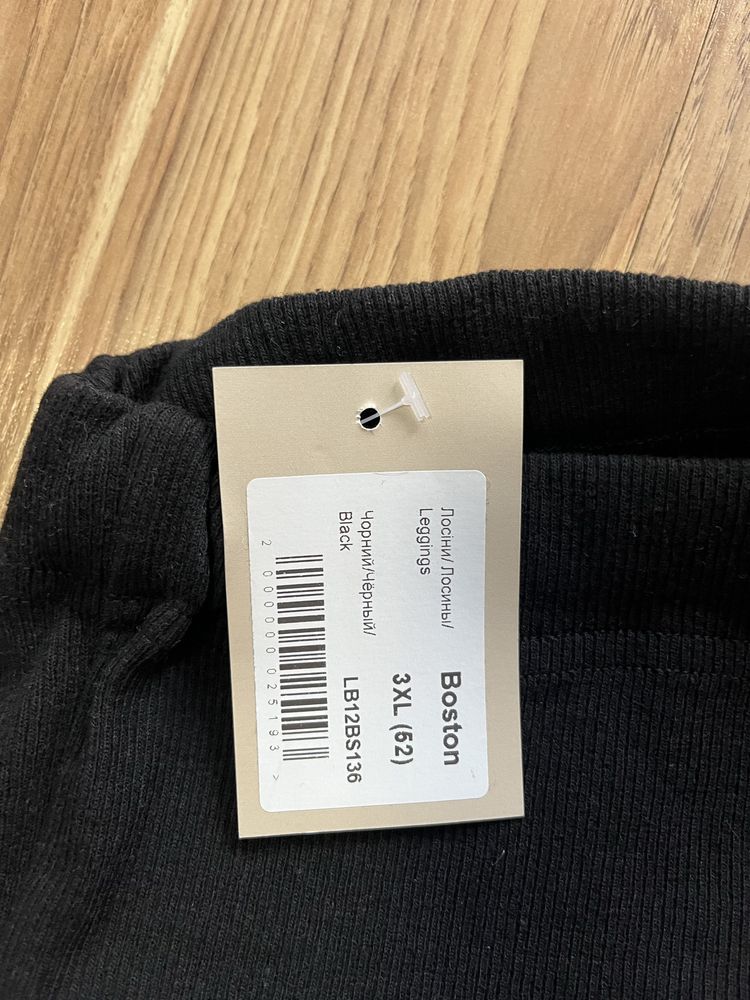 Лосіни/ Лосины/
Leggings
Boston
3XL (52)
Чорний/Чёрный/
Black
LB12BS136
2 000000 025193 >